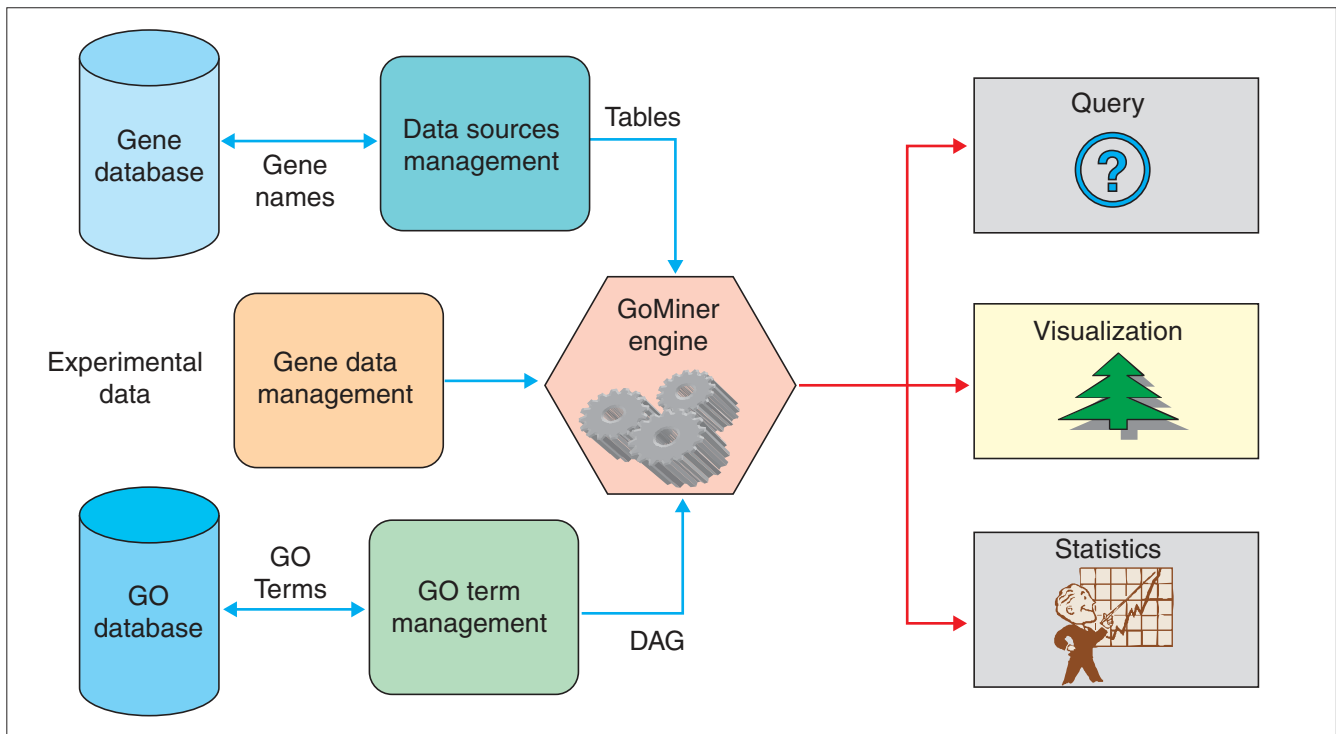 Gene
database
Gene
names
Data sources
management
Tables
Experimental
data
Gene data
management
GoMiner
engine
GO
database
GO
Terms
GO term
management
DAG
Query
?
Visualization
Statistics